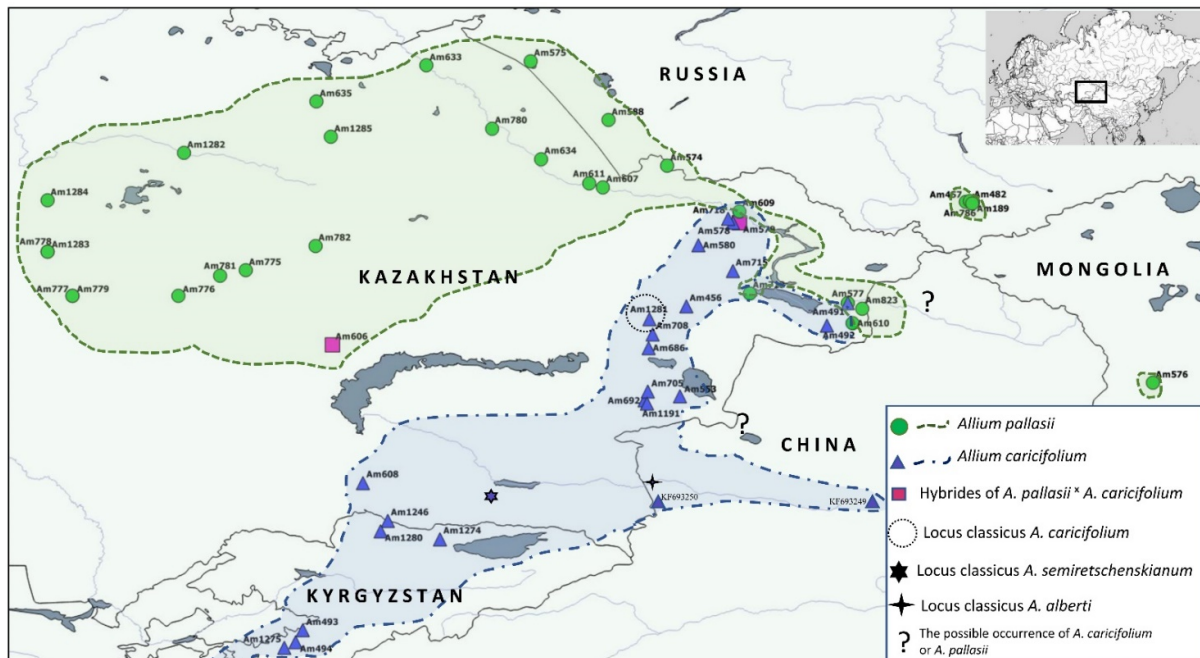 Am633
Am575
RUSSIA
Am635
Am588
Am780
Am1285
Am1282
Am634
Am574
Am611
Am607
Am1284
Am457
Am482
Am189
Am786
Am609
Am578
Am580
Am778
Am1283
Am782
Am781
Am775
KAZAKHSTAN
Am715
MONGOLIA
Am777
Am779
Am776
Am577
Am823
?
Am456
Am1281
Am491
Am610
Am492
Am708
Am606
Am686
Am576
Am705
Am553
Am692
Am1191
?
CHINA
Am608
KF693250
KF693249
Am1246
Am1280
Am1274
KYRGYZSTAN
Am493
Am1275
Am494
Allium pallasii
Allium caricifolium
Hybrides of A. pallasii x A. caricifolium
Locus classicus A. caricifolium
Locus classicus A. semiretschenskianum
Locus classicus A. alberti
? The possible occurrence of A. caricifolium
or A. pallasii